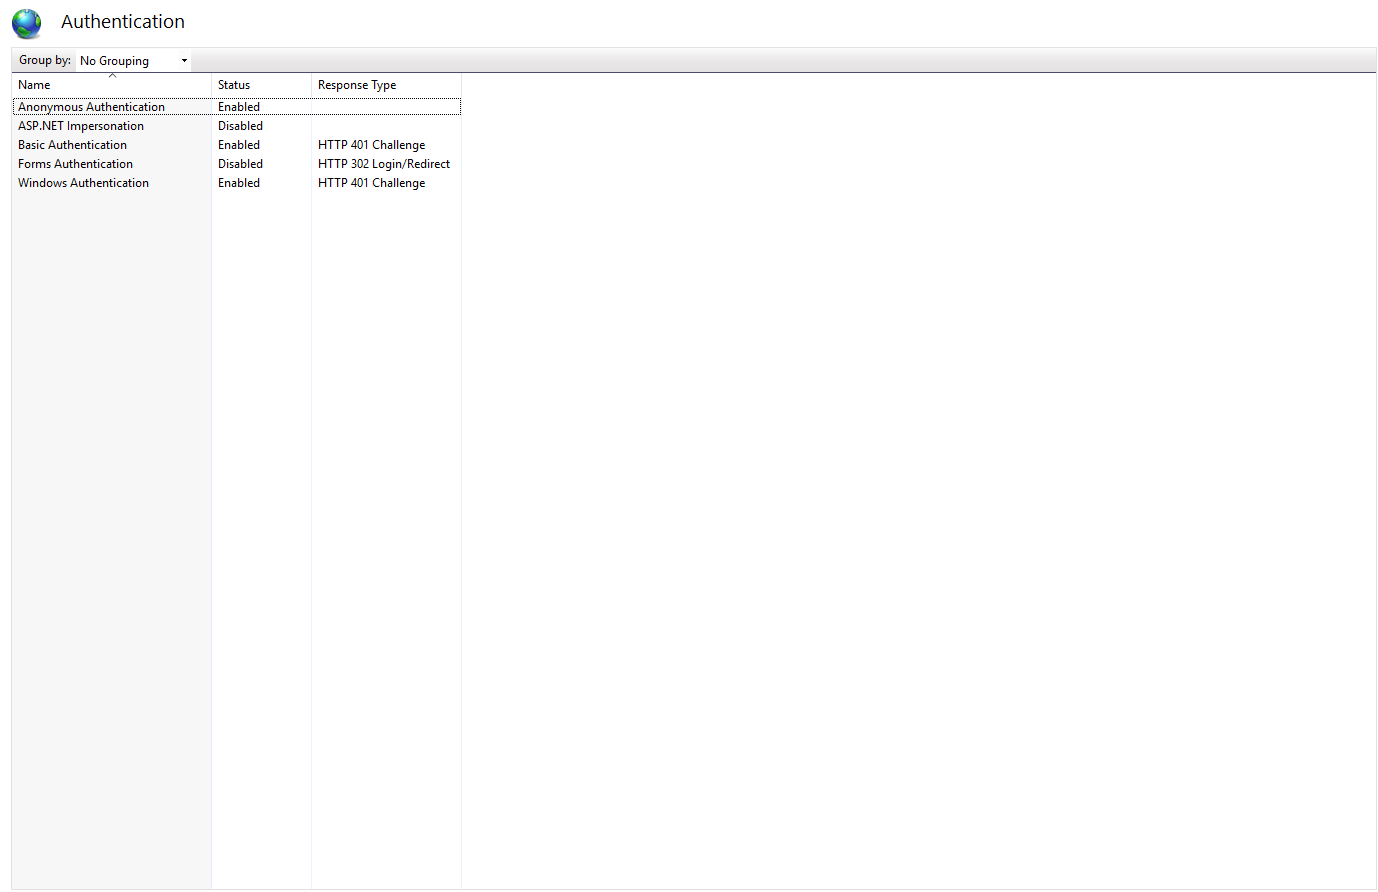 Authentication
Group by: No Grouping
Name Status Response Type
Anonymous Authentication Enabled
ASP.NET Impersonation Disabled
Basic Authentication Enabled HTTP 401 Challenge
Forms Authentication Disabled HTTP 302 Login/Redirect
Windows Authentication Enabled HTTP 401 Challenge